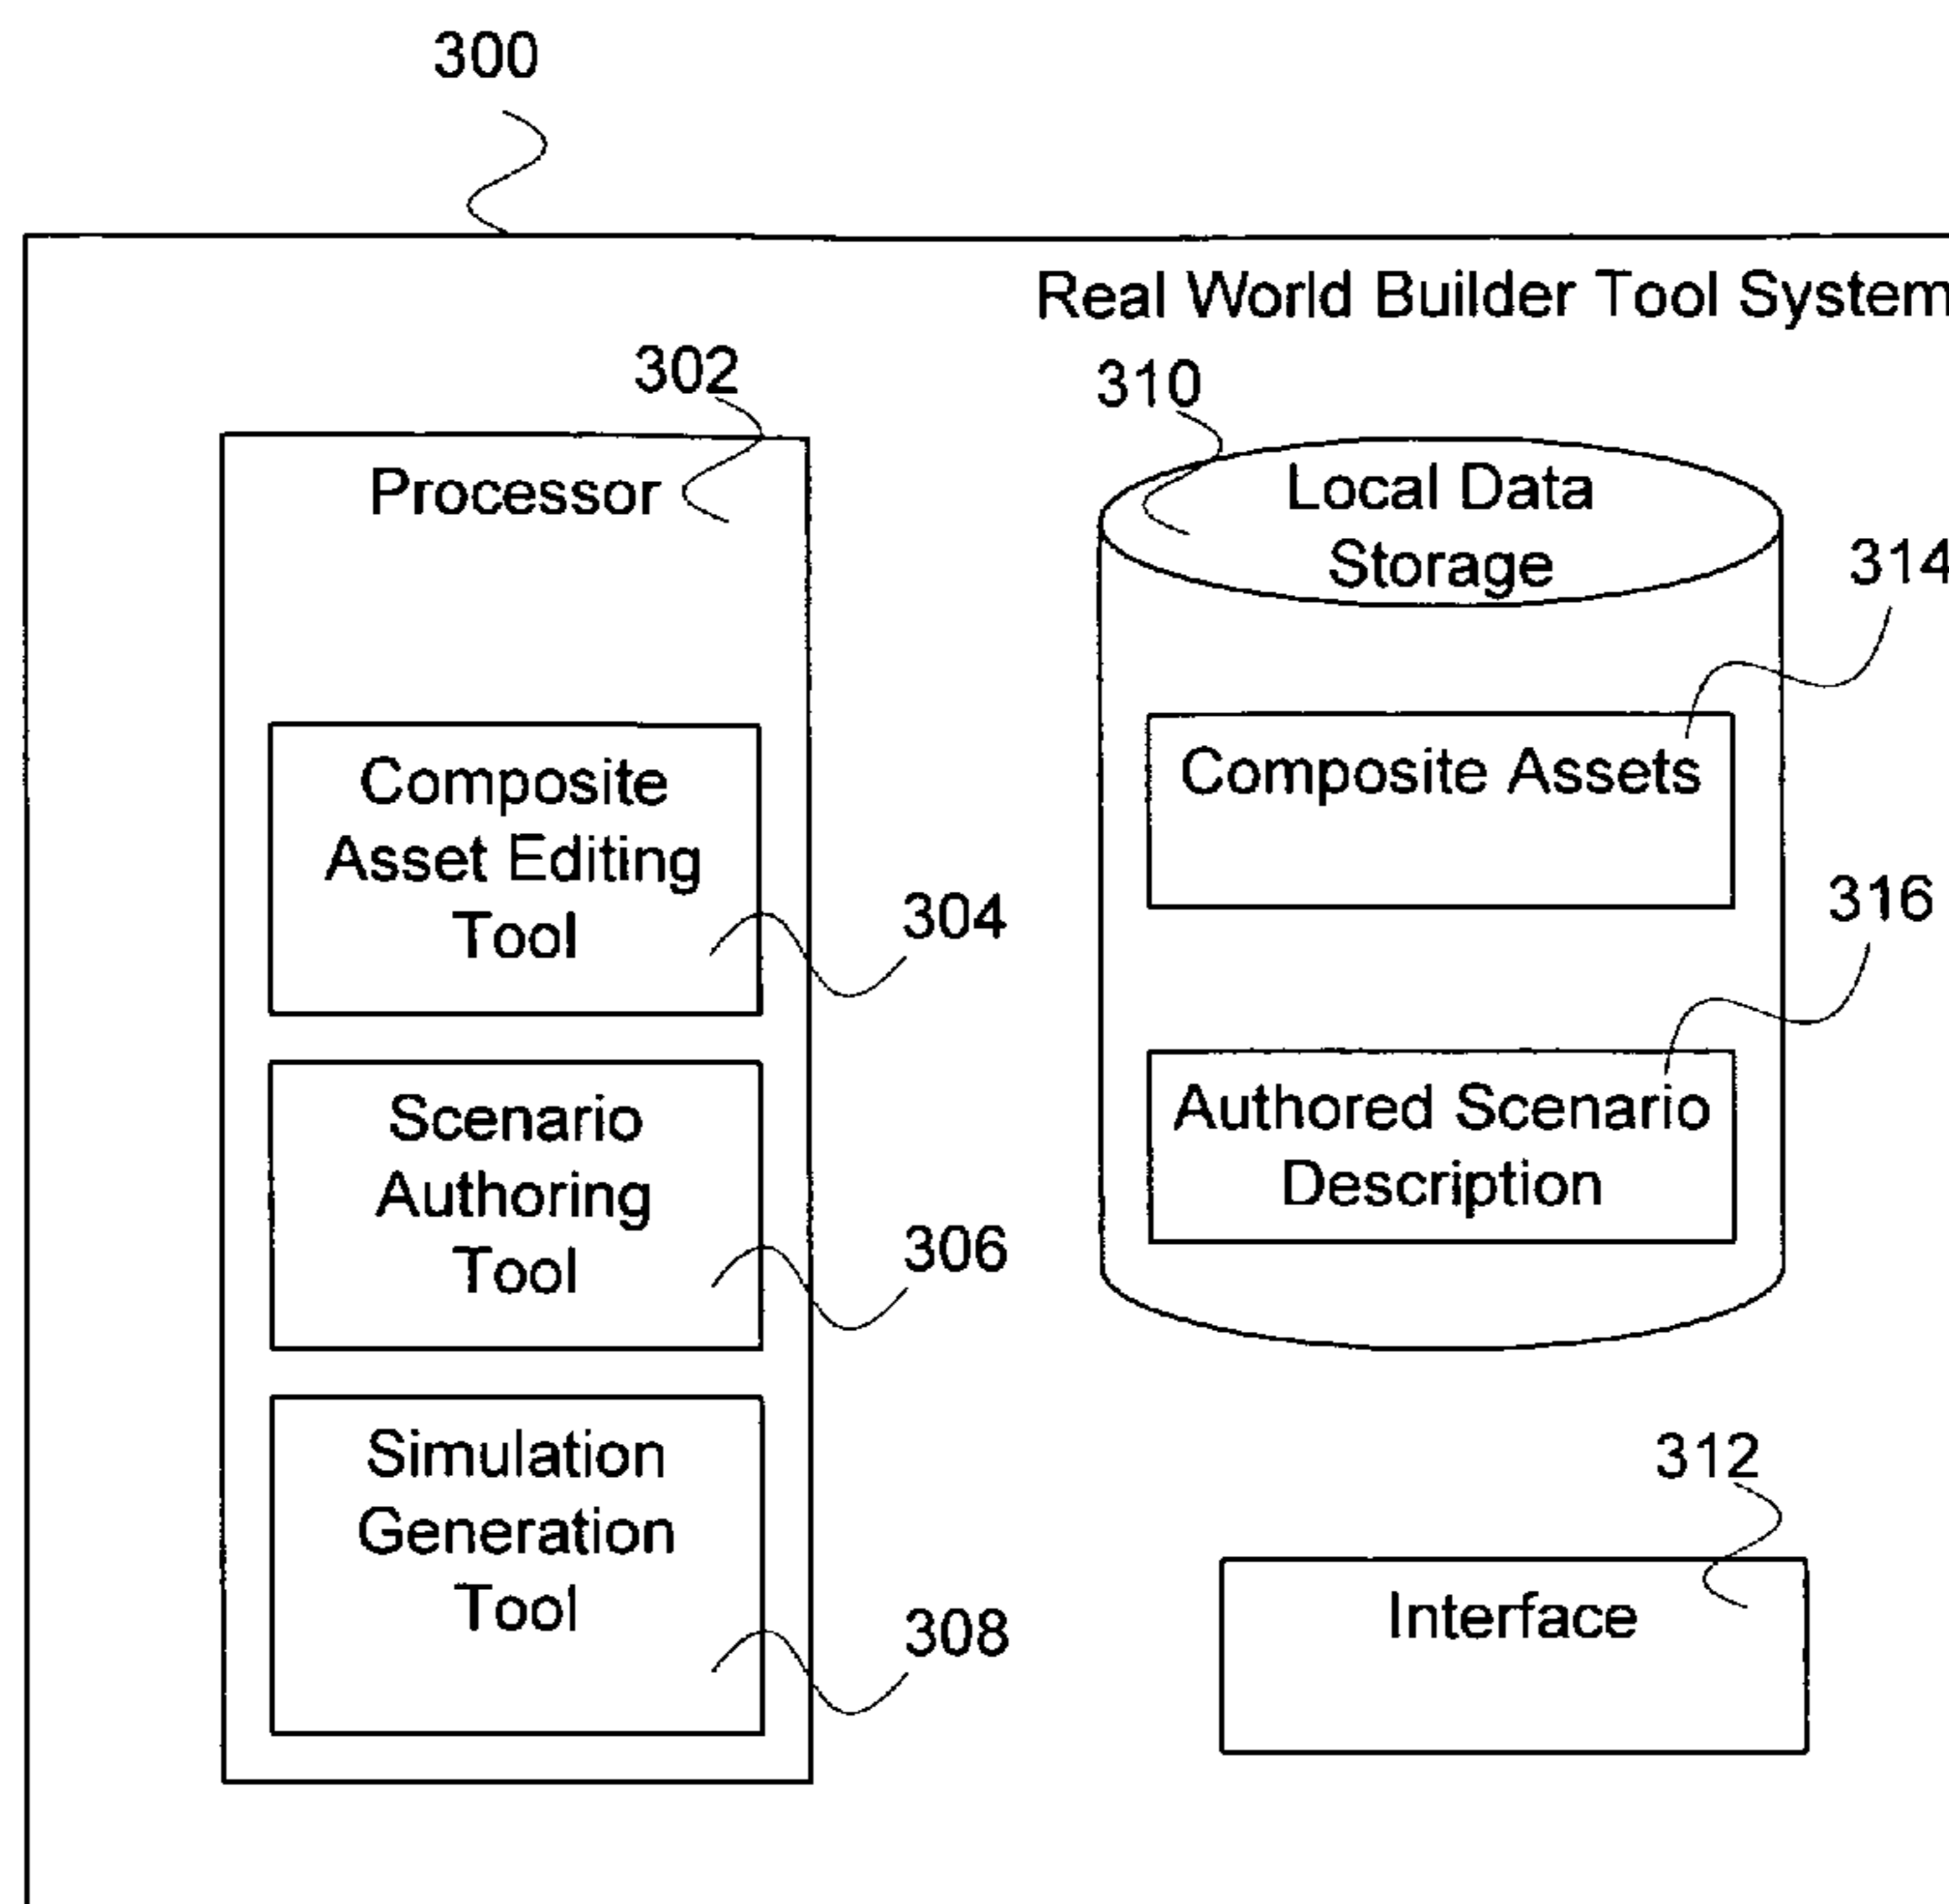 300
Real World Builder Tool System
302
310
Processor
Local Data
Storage
314
Composite
Asset Editing
Tool
304
Composite Assets
316
Scenario
Authoring
Tool
306
Authored Scenario
Description
Simulation
Generation
Tool
308
312
Interface